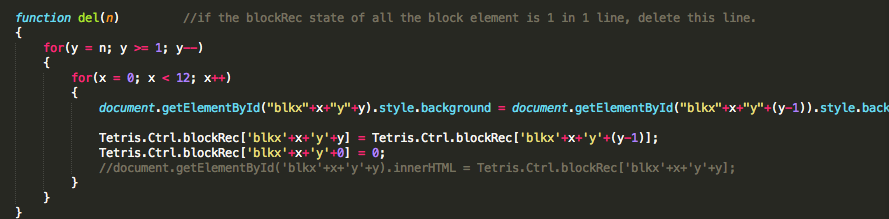 function del(n)         //if the blockRec state of all the block element is 1 in 1 line, delete this line.
{
    for(y = n; y >= 1; y--)
    {
        for(x = 0; x < 12; x++)
        {
            document.getElementById("blkx"+x+"y"+y).style.background = document.getElementById("blkx"+x+"y"+(y-1)).style.bac
            Tetris.Ctrl.blockRec['blkx'+x+'y'+y] = Tetris.Ctrl.blockRec['blkx'+x+'y'+(y-1)];
            Tetris.Ctrl.blockRec['blkx'+x+'y'+0] = 0;
            //document.getElementById('blkx'+x+'y'+y).innerHTML = Tetris.Ctrl.blockRec['blkx'+x+'y'+y];
        }
    }
}